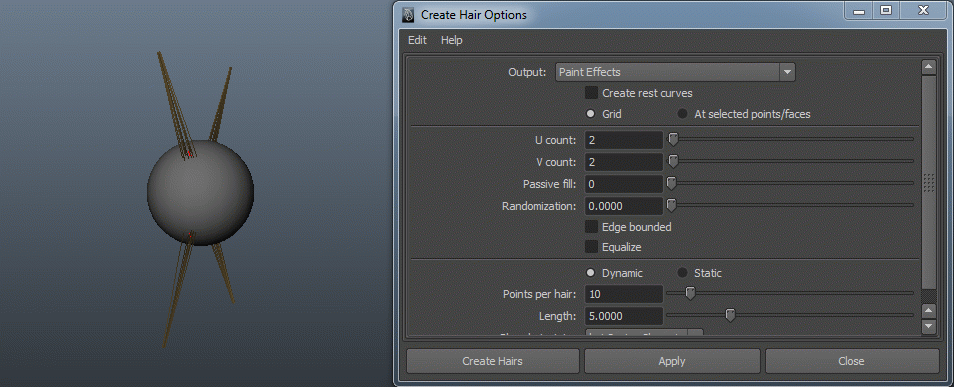 Create Hair Options
Edit Help
Output: Paint Effects
Create rest curves
Grid At selected points/faces
U count: 2
V count: 2
Passive fill: 0
Randomization: 0.0000
Edge bounded
Equalize
Dynamic Static
Points per hair: 10
Length: 5.0000
Create Hairs Apply Close